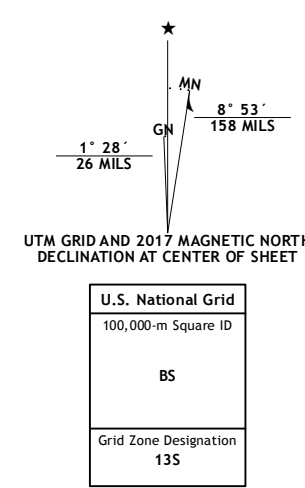 ★
MN
GN
8° 53´
158 MILS
1° 28´
26 MILS
UTM GRID AND 2017 MAGNETIC NORTH
DECLINATION AT CENTER OF SHEET
U.S. National Grid
100,000-m Square ID
BS
Grid Zone Designation
13S